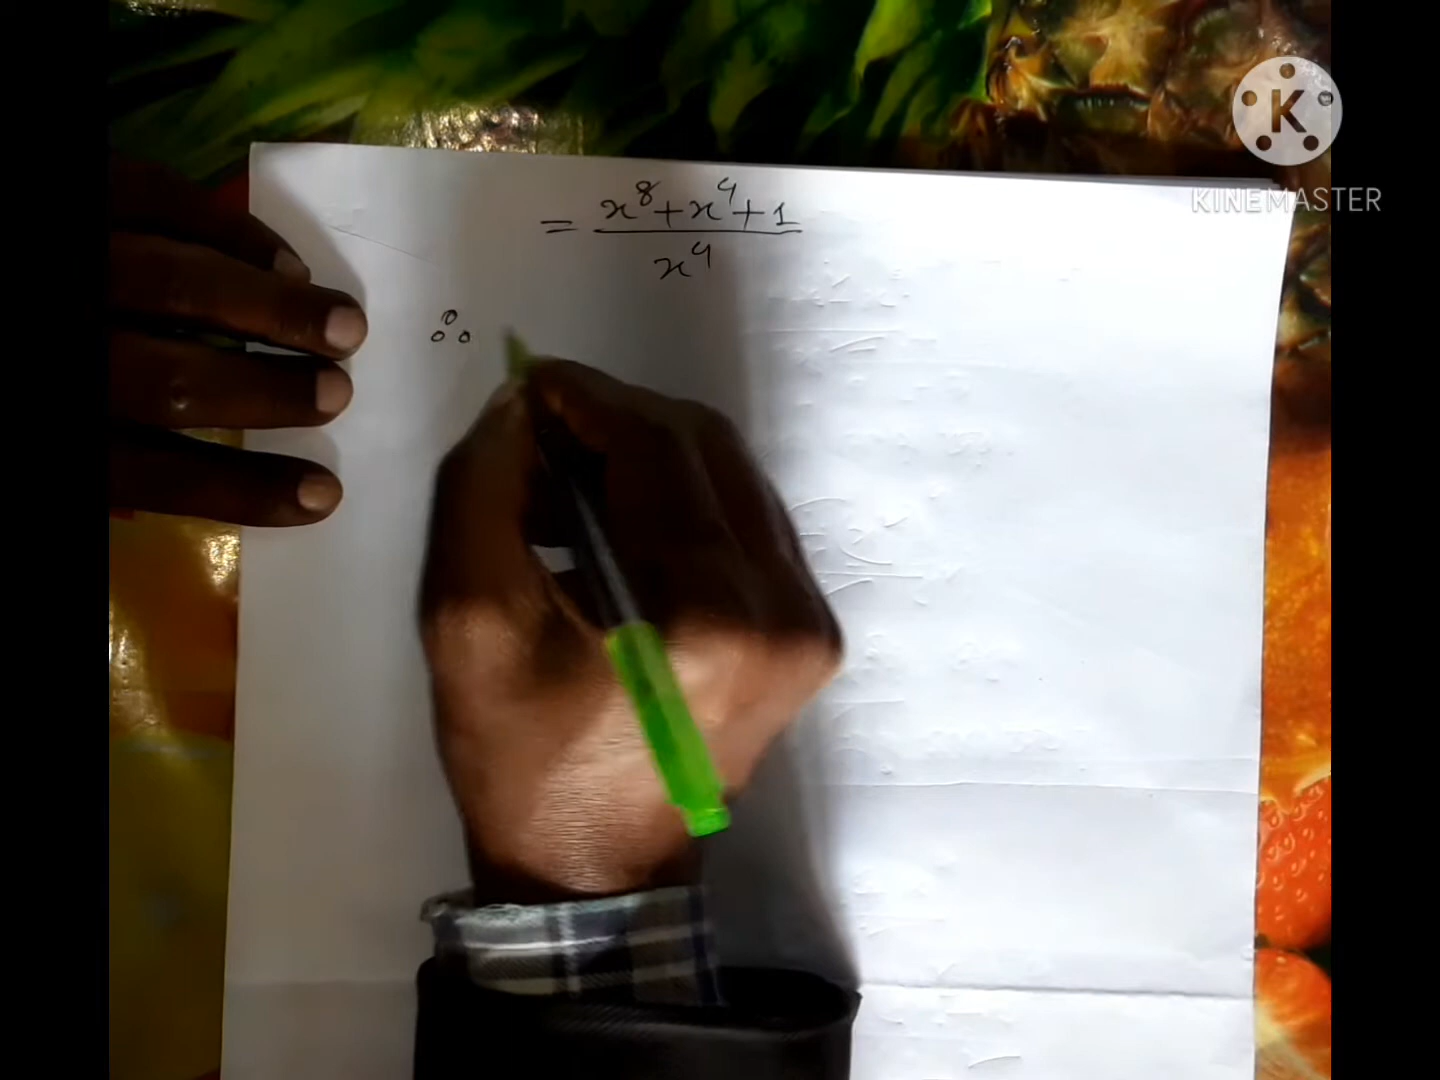 K
KINEMASTER
= x⁸+x⁴+1 / x⁴
∴